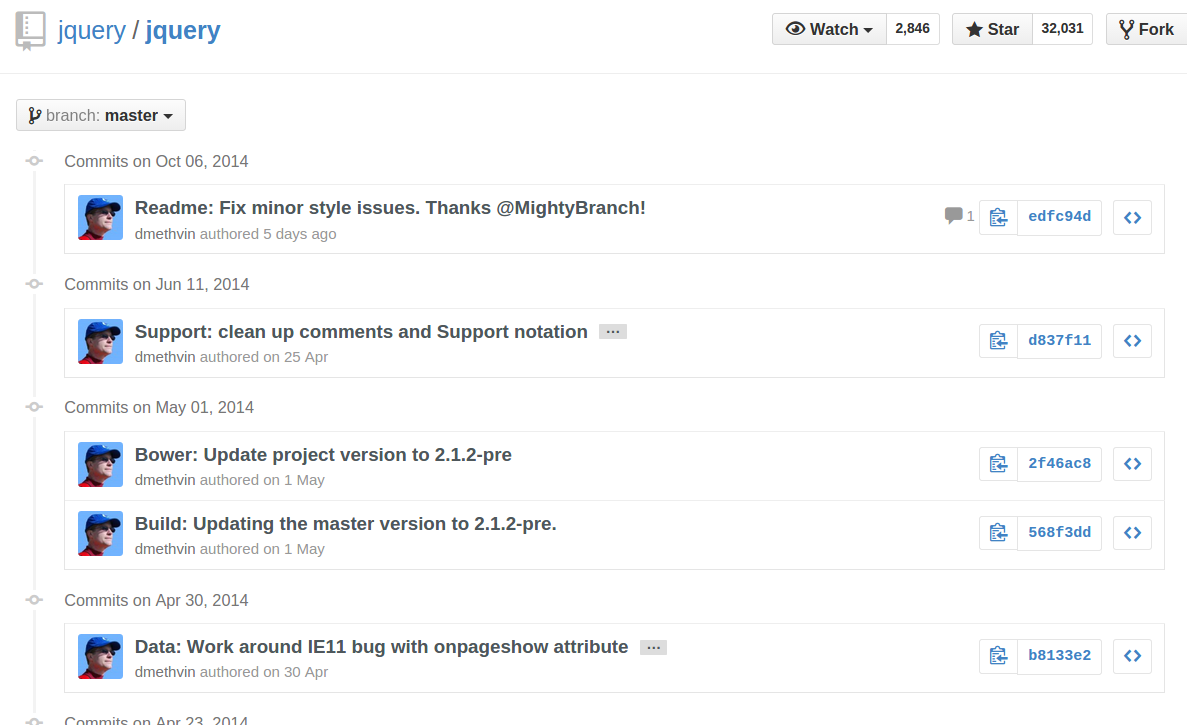 jquery / jquery
Watch 2,846 Star 32,031 Fork
branch: master
Commits on Oct 06, 2014
Readme: Fix minor style issues. Thanks @MightyBranch!
dmethvin authored 5 days ago
1 edfc94d
Commits on Jun 11, 2014
Support: clean up comments and Support notation …
dmethvin authored on 25 Apr
d837f11
Commits on May 01, 2014
Bower: Update project version to 2.1.2-pre
dmethvin authored on 1 May
2f46ac8
Build: Updating the master version to 2.1.2-pre.
dmethvin authored on 1 May
568f3dd
Commits on Apr 30, 2014
Data: Work around IE11 bug with onpageshow attribute …
dmethvin authored on 30 Apr
b8133e2
Commits on Apr 23, 2014